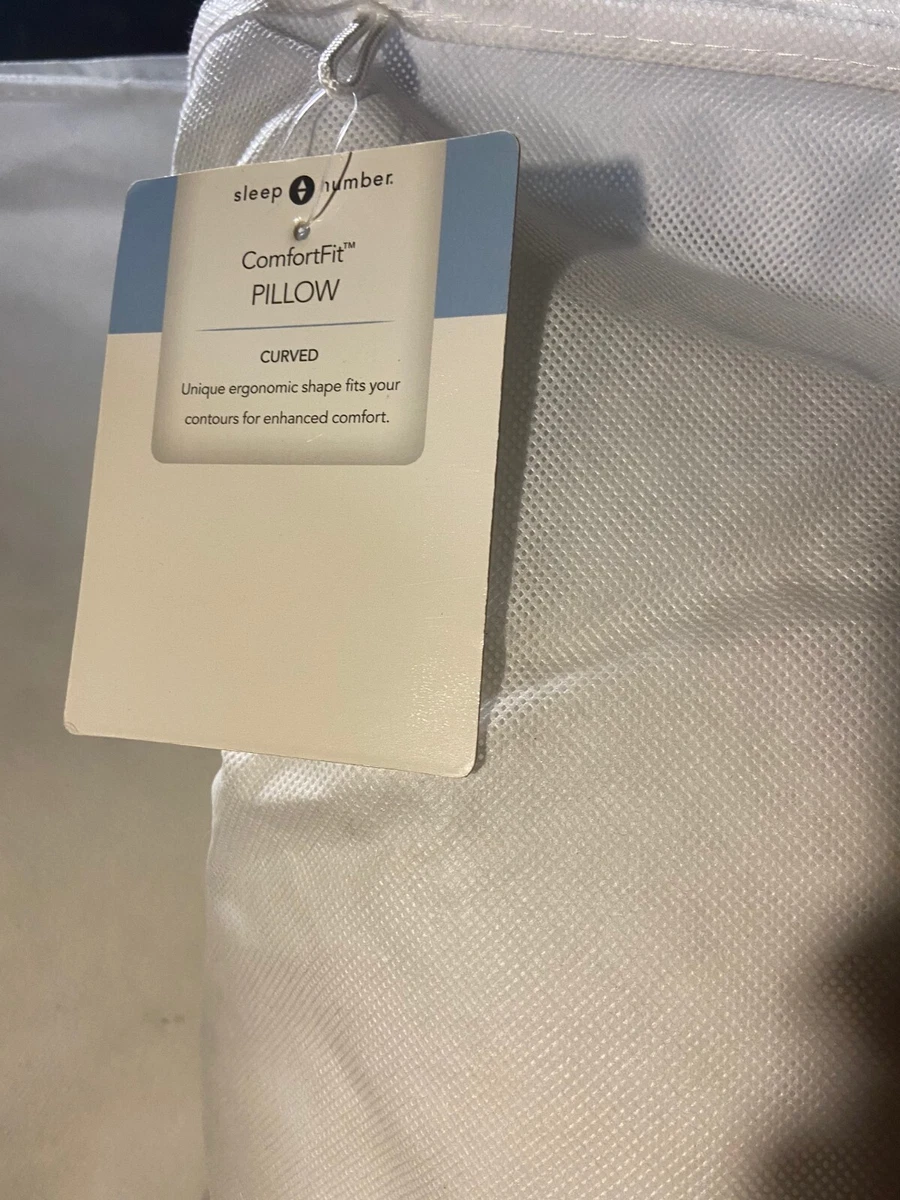 sleep number.
ComfortFit™
PILLOW
CURVED
Unique ergonomic shape fits your
contours for enhanced comfort.